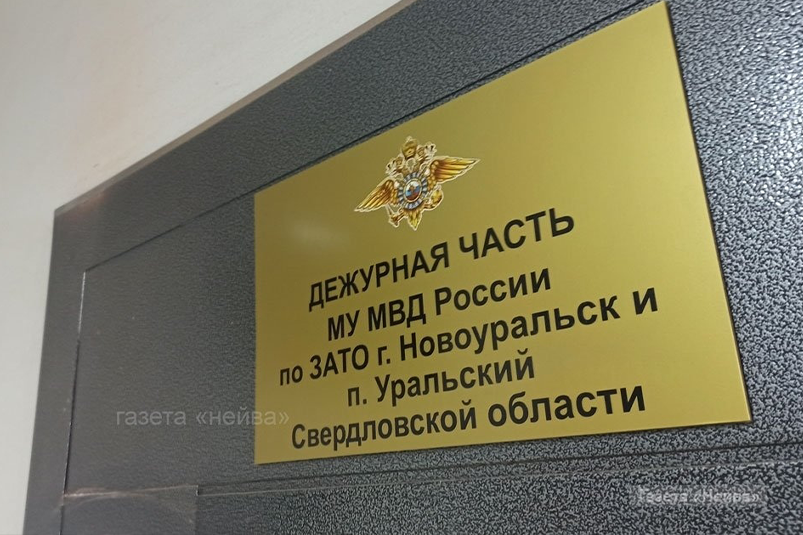 ДЕЖУРНАЯ ЧАСТЬ
МУ МВД России
по ЗАТО г. Новоуральск и
п. Уральский
Свердловской области
газета «нейва»
газета «Нейва»